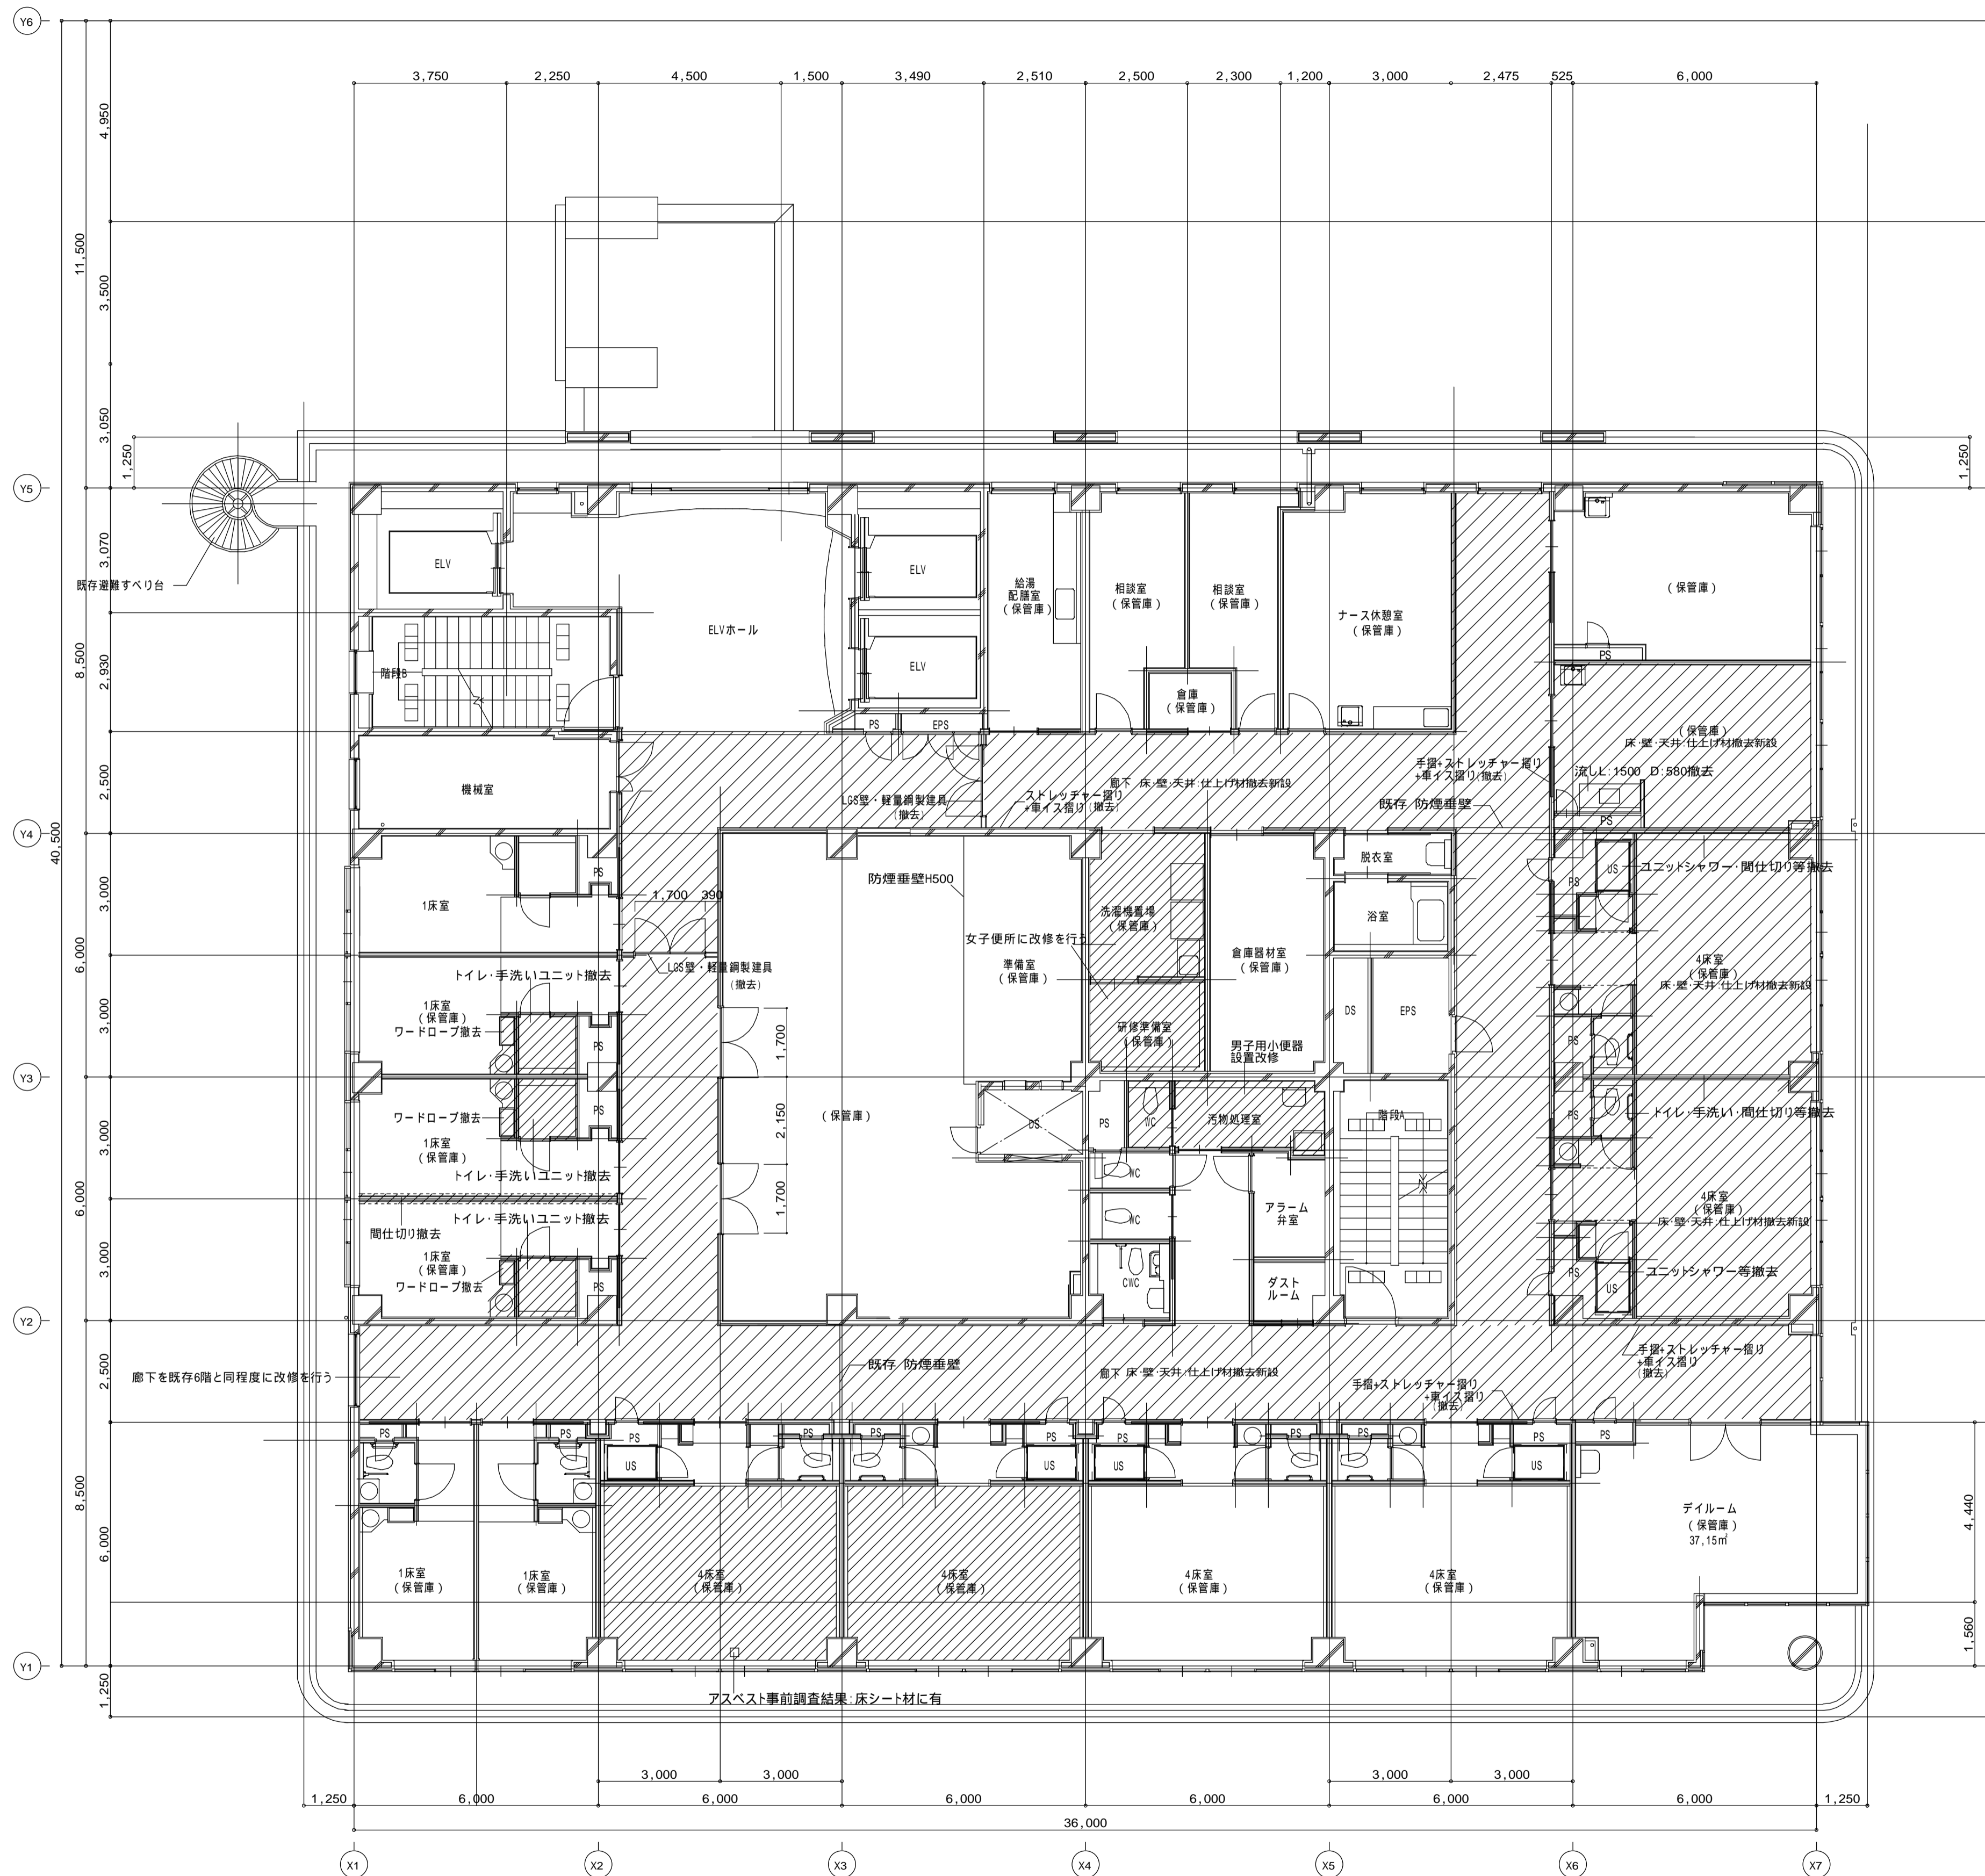 Y6
3,750
2,250
4,500
1,500
3,490
2,510
2,500
2,300
1,200
3,000
2,475
525
6,000
4,950
11,500
3,500
3,050
1,250
1,250
Y5
3,070
既存避難すべり台
ELV
ELV
ELV
ELVホール
給湯
配膳室
(保管庫)
相談室
(保管庫)
相談室
(保管庫)
ナース休憩室
(保管庫)
(保管庫)
PS
8,500
2,930
階段B
倉庫
(保管庫)
PS
EPS
(保管庫)
床・壁・天井:仕上げ材撤去新設
手摺+ストレッチャー摺り
+車イス摺り(撤去)
流しL:1500 D:580撤去
2,500
機械室
廊下 床・壁・天井:仕上げ材撤去新設
LGS壁・軽量鋼製建具
(撤去)
ストレッチャー摺り
+車イス摺り(撤去)
既存 防煙垂壁
PS
Y4
40,500
3,000
1床室
PS
1,700
390
防煙垂壁H500
洗濯機置場
(保管庫)
脱衣室
浴室
PS
US
ユニットシャワー・間仕切り等撤去
6,000
女子便所に改修を行う
準備室
(保管庫)
倉庫器材室
(保管庫)
LGS壁・軽量鋼製建具
(撤去)
トイレ・手洗いユニット撤去
4床室
(保管庫)
床・壁・天井:仕上げ材撤去新設
3,000
1床室
(保管庫)
ワードローブ撤去
PS
1,700
研修準備室
(保管庫)
男子用小便器
設置改修
DS
EPS
PS
Y3
3,000
ワードローブ撤去
1床室
(保管庫)
PS
トイレ・手洗いユニット撤去
2,150
(保管庫)
DS
PS
WC
汚物処理室
階段A
PS
トイレ・手洗い・間仕切り等撤去
6,000
WC
WC
アラーム
弁室
4床室
(保管庫)
床・壁・天井:仕上げ材撤去新設
1,700
トイレ・手洗いユニット撤去
間仕切り撤去
3,000
1床室
(保管庫)
ワードローブ撤去
PS
CWC
ダスト
ルーム
PS
US
ユニットシャワー等撤去
Y2
2,500
廊下を既存6階と同程度に改修を行う
既存 防煙垂壁
廊下 床・壁・天井:仕上げ材撤去新設
手摺+ストレッチャー摺り
+車イス摺り
(撤去)
手摺+ストレッチャー摺り
+車イス摺り
(撤去)
PS
PS
PS
PS
PS
PS
PS
PS
PS
PS
PS
US
US
US
US
8,500
6,000
デイルーム
(保管庫)
37,15㎡
4,440
1床室
(保管庫)
1床室
(保管庫)
4床室
(保管庫)
4床室
(保管庫)
4床室
(保管庫)
4床室
(保管庫)
1,560
Y1
1,250
アスベスト事前調査結果:床シート材に有
3,000
3,000
3,000
3,000
1,250
6,000
6,000
6,000
6,000
6,000
6,000
1,250
36,000
X1
X2
X3
X4
X5
X6
X7